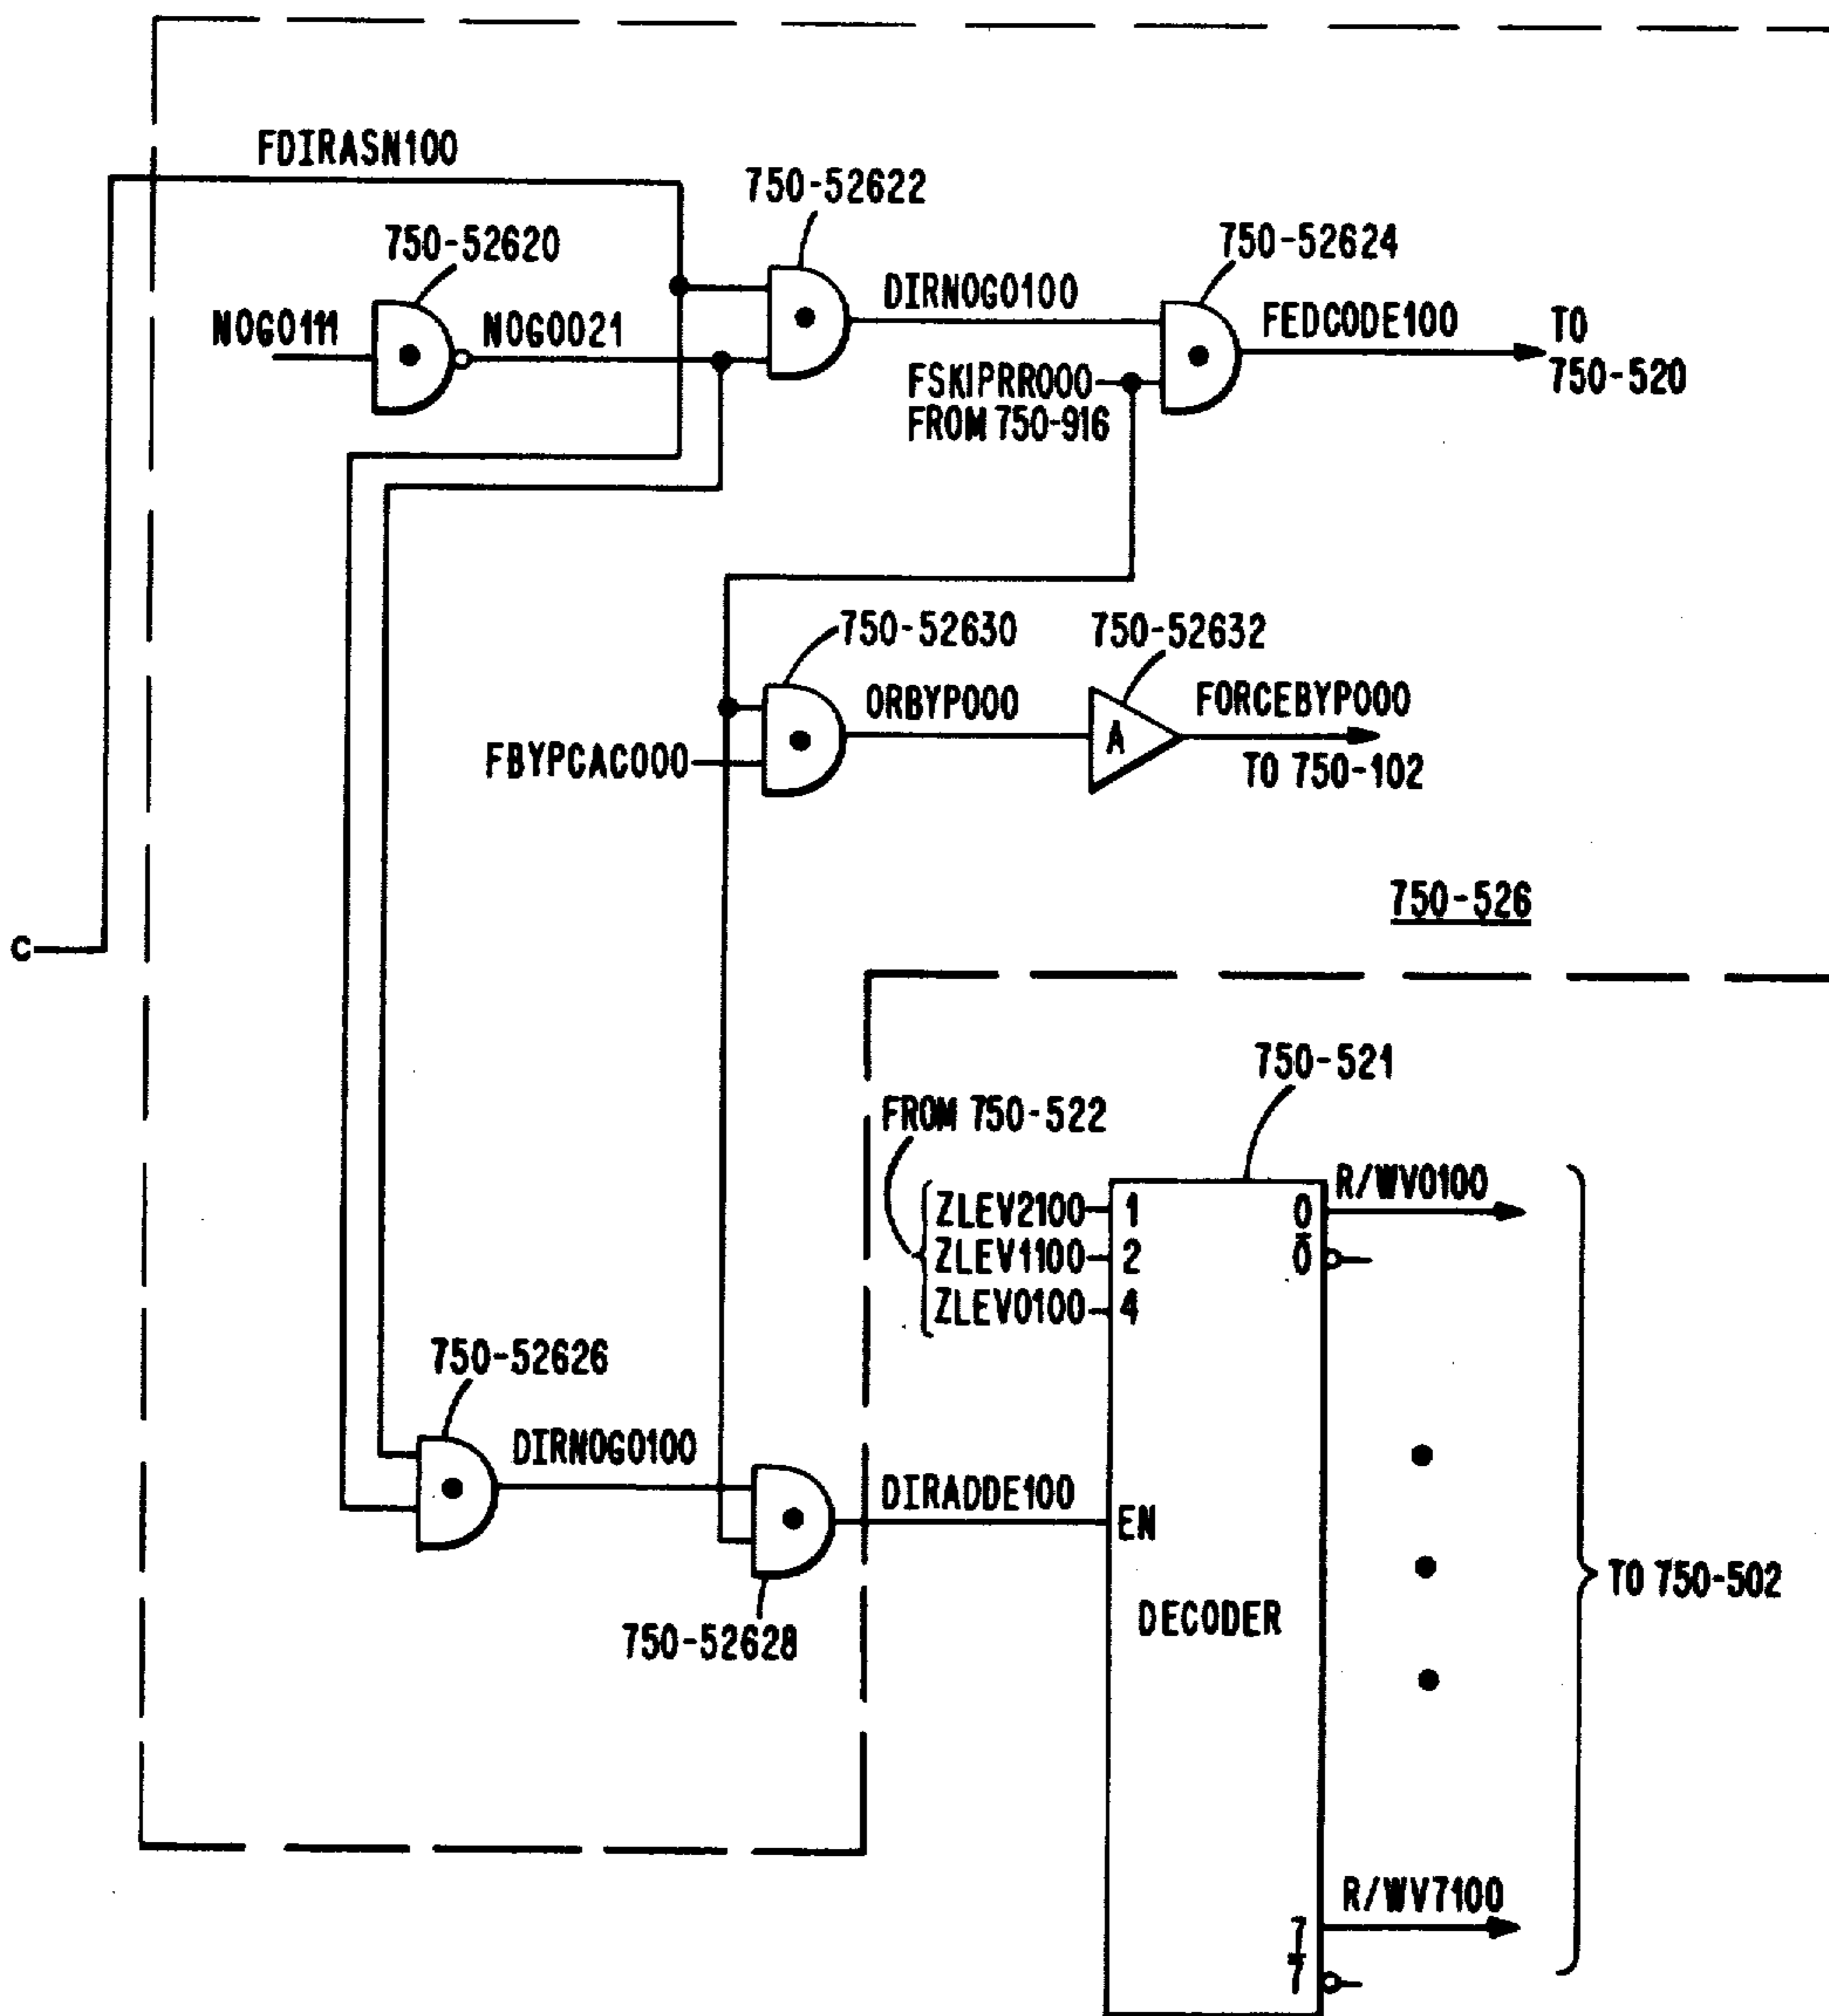 FDIRASN100
750-52622
750-52620
750-52624
NOGO111
NOGO021
DIRNOGO100
FEDCODE100
TO
750-520
FSKIPRR000
FROM 750-916
750-52630
750-52632
ORBYP000
FORCEBYP000
A
FBYPCAC000
TO 750-102
750-526
C
750-521
FROM 750-522
R/WV0100
ZLEV2100
1
0
ZLEV1100
2
0
ZLEV0100
4
750-52626
DIRNOGO100
DIRADDE100
EN
TO 750-502
DECODER
750-52628
R/WV7100
7
7